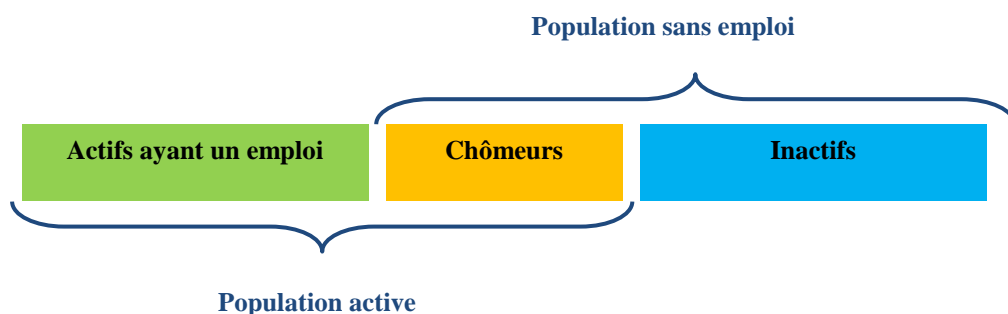 Population sans emploi
Actifs ayant un emploi
Chômeurs
Inactifs
Population active